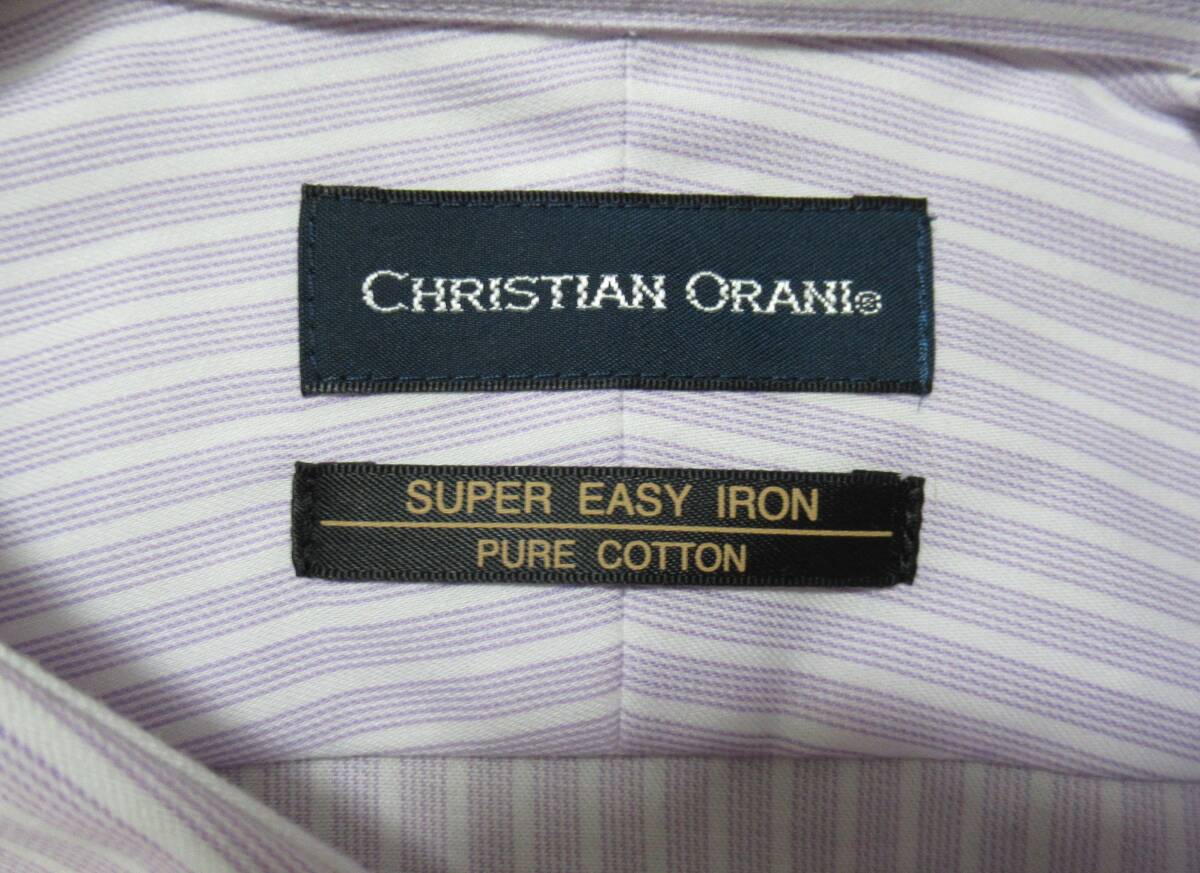 CHRISTIAN ORANI®
SUPER EASY IRON
PURE COTTON